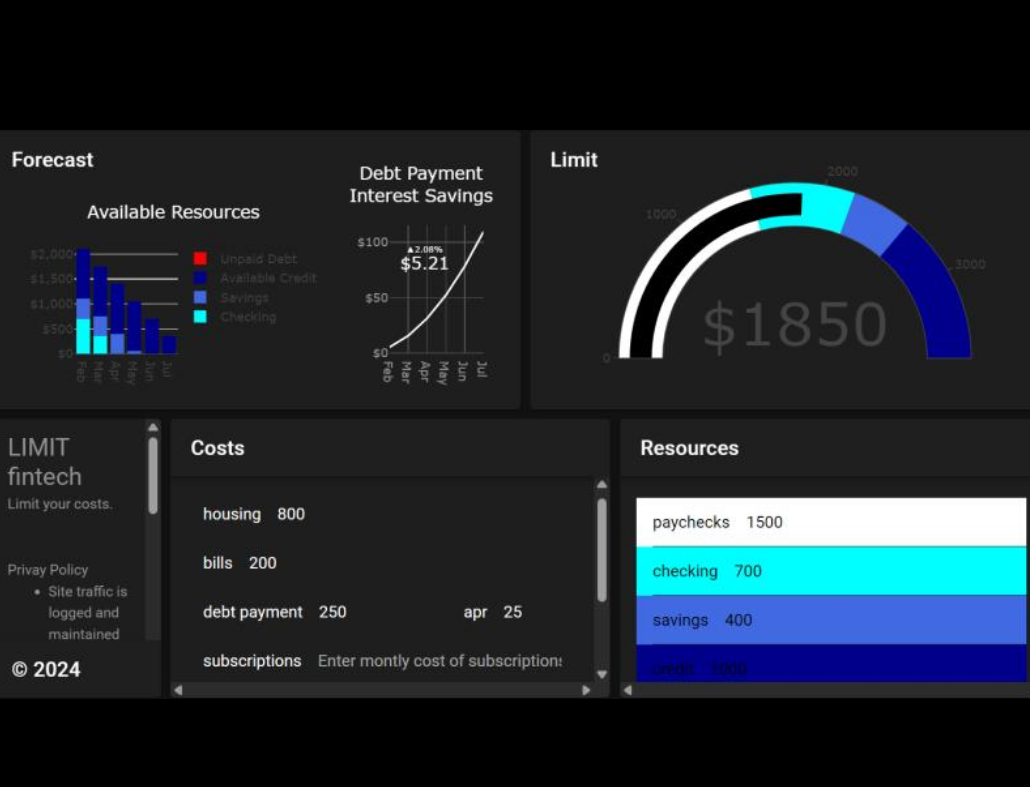 Forecast
Available Resources
$2,000
$1,500
$1,000
$500
$0
Feb
Mar
Apr
May
Jun
Jul
Unpaid Debt
Available Credit
Savings
Checking
Debt Payment
Interest Savings
$100
$50
$0
▲2.08%
$5.21
Feb
Mar
Apr
May
Jun
Jul
Limit
0
1000
2000
3000
$1850
LIMIT
fintech
Limit your costs.
Privay Policy
• Site traffic is
logged and
maintained
© 2024
Costs
housing 800
bills 200
debt payment 250 apr 25
subscriptions Enter montly cost of subscriptions
Resources
paychecks 1500
checking 700
savings 400
credit 1000